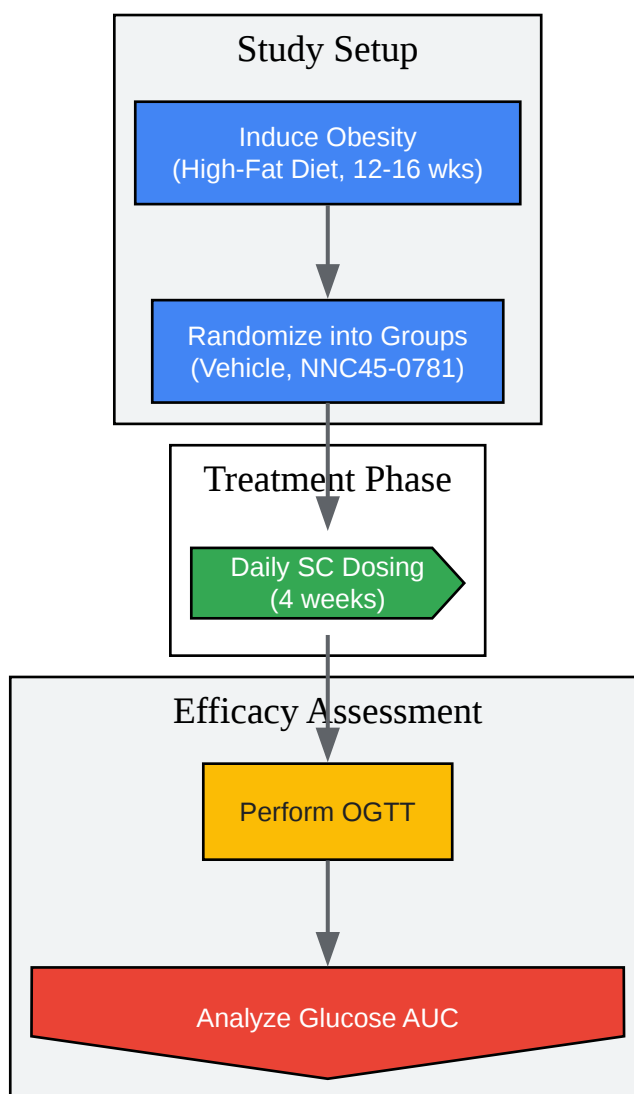 Study Setup
Induce Obesity
(High-Fat Diet, 12-16 wks)
Randomize into Groups
(Vehicle, NNC45-0781)
Treatment Phase
Daily SC Dosing
(4 weeks)
Efficacy Assessment
Perform OGTT
Analyze Glucose AUC